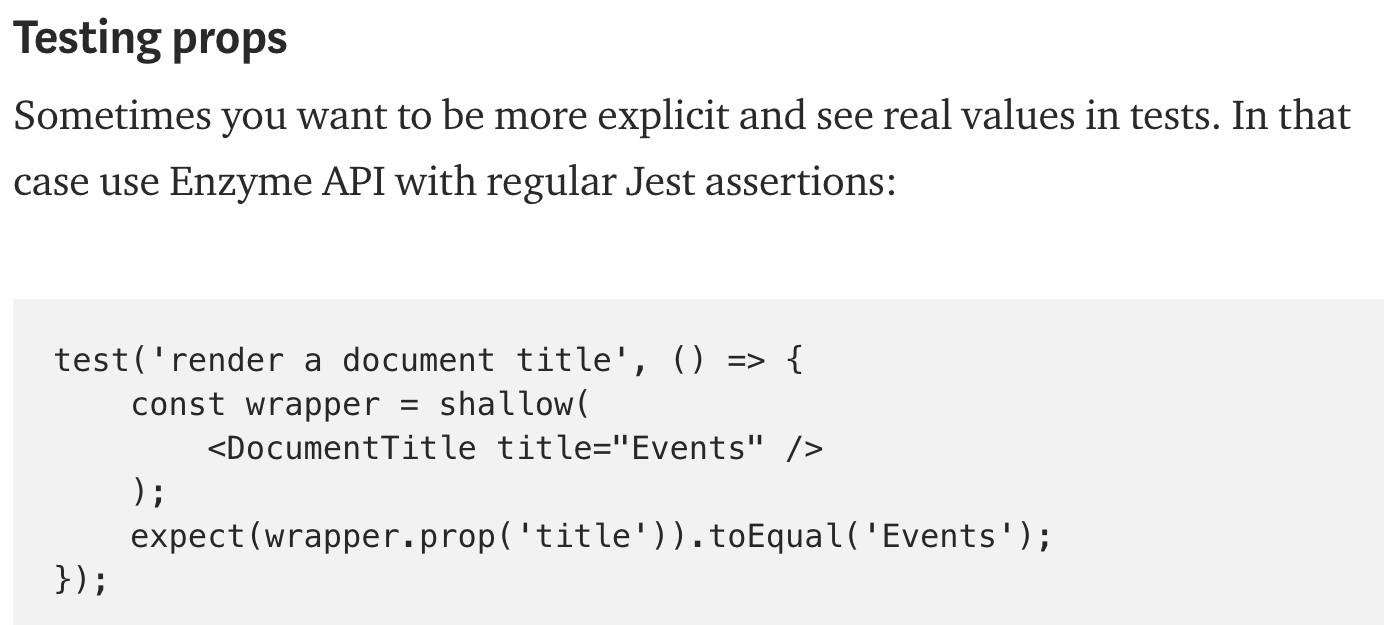 Testing props
Sometimes you want to be more explicit and see real values in tests. In that
case use Enzyme API with regular Jest assertions:
test('render a document title', () => {
    const wrapper = shallow(
        <DocumentTitle title="Events" />
    );
    expect(wrapper.prop('title')).toEqual('Events');
});